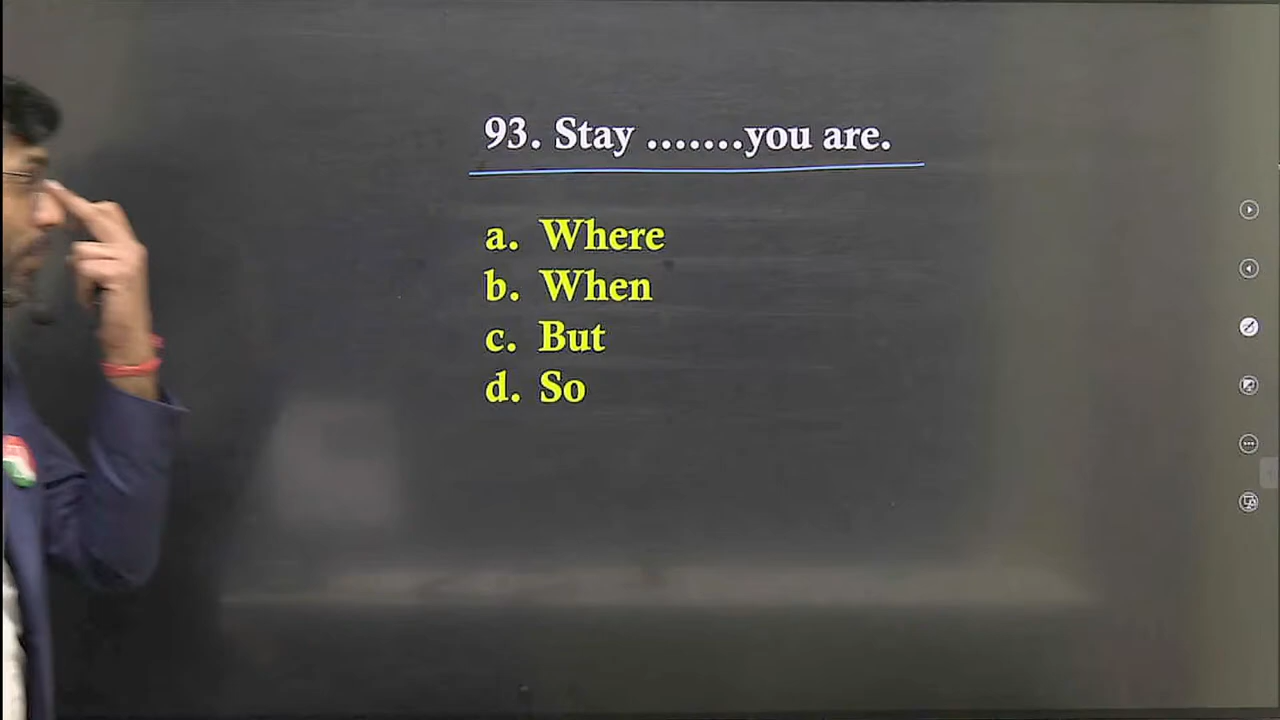 93. Stay .......you are.
a. Where
b. When
c. But
d. So